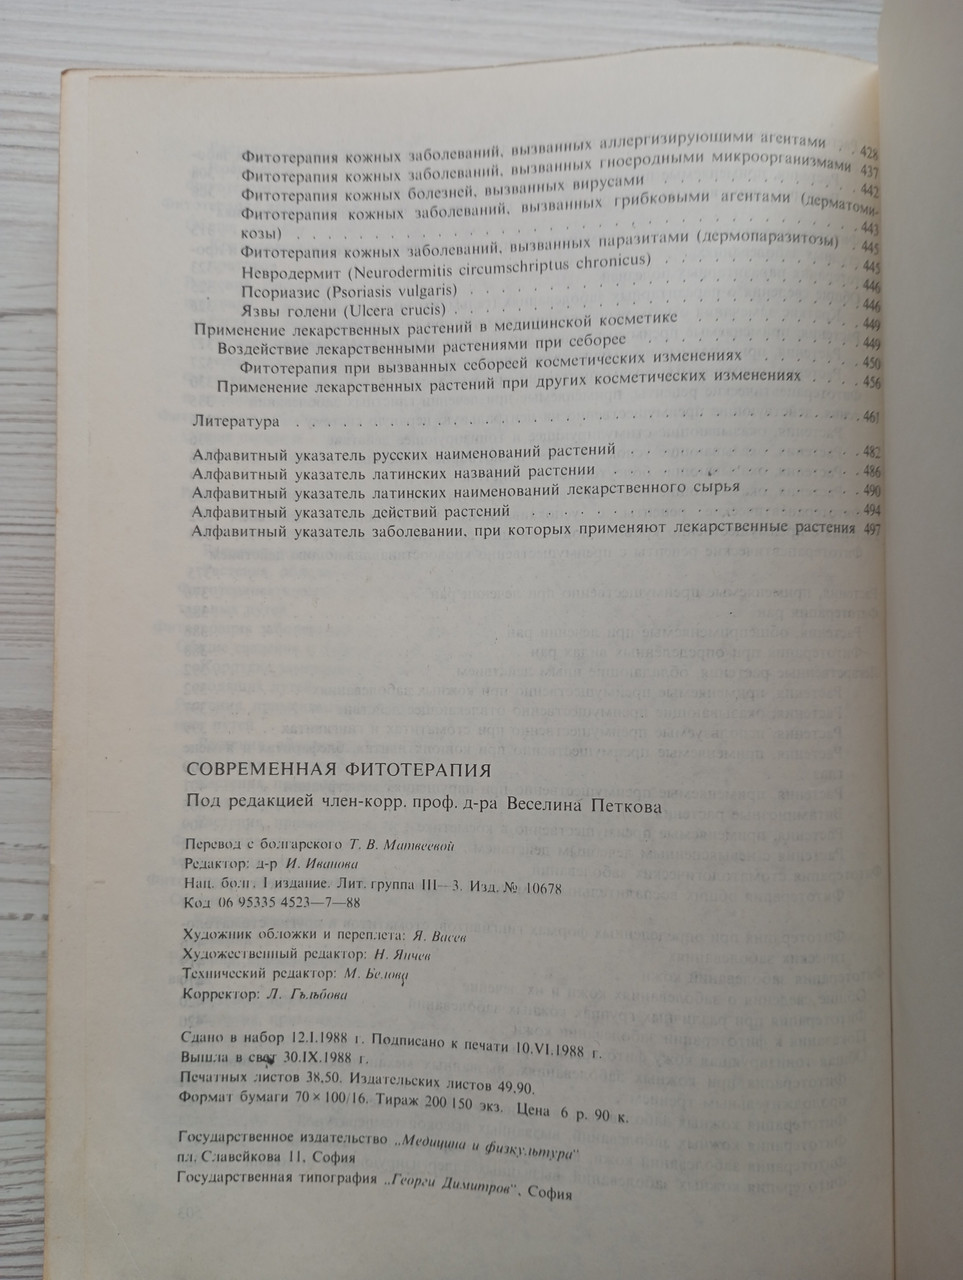 Фитотерапия кожных заболеваний, вызванных аллергизирующими агентами . . 428
Фитотерапия кожных заболеваний, вызванных гноеродными микроорганизмами 437
Фитотерапия кожных болезней, вызванных вирусами . . . . . . . . . . 442
Фитотерапия кожных заболеваний, вызванных грибковыми агентами (дерматоми-
козы) . . . . . . . . . . . . . . . . . . . . . . . . . . 443
Фитотерапия кожных заболеваний, вызванных паразитами (дермопаразитозы) . 445
Невродермит (Neurodermitis circumschriptus chronicus) . . . . . . . . . 445
Псориазис (Psoriasis vulgaris) . . . . . . . . . . . . . . . . . . . 446
Язвы голени (Ulcera crucis) . . . . . . . . . . . . . . . . . . . . 446
Применение лекарственных растений в медицинской косметике . . . . . . . . 449
Воздействие лекарственными растениями при себорее . . . . . . . . . . 449
Фитотерапия при вызванных себореей косметических изменениях . . . . . . 450
Применение лекарственных растений при других косметических изменениях . . . . 456
Литература . . . . . . . . . . . . . . . . . . . . . . . . . . 461
Алфавитный указатель русских наименований растений . . . . . . . . . . . 482
Алфавитный указатель латинских названий растении . . . . . . . . . . . . 486
Алфавитный указатель латинских наименований лекарственного сырья . . . . . . 490
Алфавитный указатель действий растений . . . . . . . . . . . . . . . . 494
Алфавитный указатель заболевании, при которых применяют лекарственные растения 497
СОВРЕМЕННАЯ ФИТОТЕРАПИЯ
Под редакцией член-корр. проф. д-ра Веселина Петкова
Перевод с болгарского Т. В. Матвеевой
Редактор: д-р И. Иванова
Нац. болг. I издание. Лит. группа III—3. Изд. № 10678
Код 06 95335 4523—7—88
Художник обложки и переплета: Я. Васев
Художественный редактор: Н. Янчев
Технический редактор: М. Белова
Корректор: Л. Гълъбова
Сдано в набор 12.I.1988 г. Подписано к печати 10.VI.1988 г.
Вышла в свет 30.IX.1988 г.
Печатных листов 38,50. Издательских листов 49,90.
Формат бумаги 70×100/16. Тираж 200 150 экз. Цена 6 р. 90 к.
Государственное издательство „Медицина и физкультура“
пл. Славейкова 11, София
Государственная типография „Георги Димитров“, София